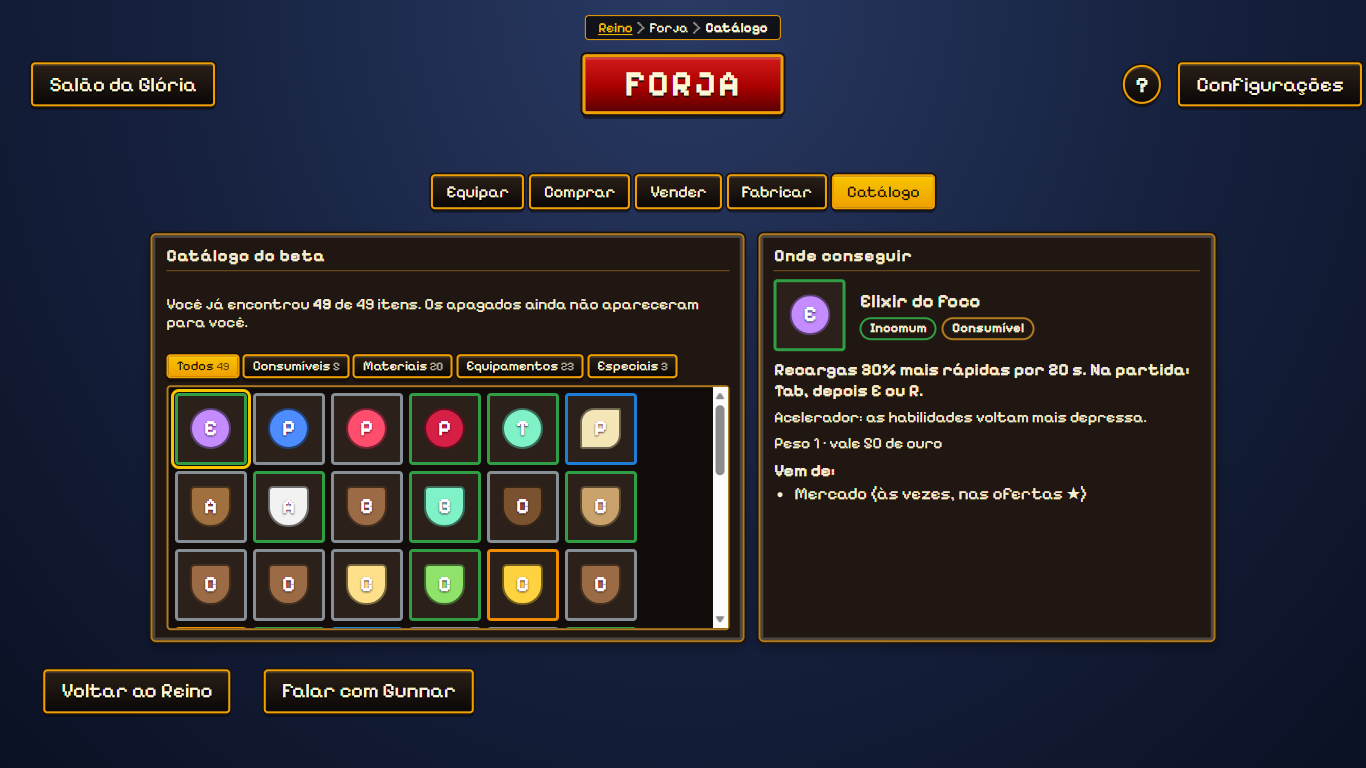 Reino > Forja > Catálogo
Salão da Glória
FORJA
?
Configurações
Equipar
Comprar
Vender
Fabricar
Catálogo
Catálogo do beta
Você já encontrou 49 de 49 itens. Os apagados ainda não apareceram
para você.
Todos 49
Consumíveis 6
Materiais 20
Equipamentos 23
Especiais 3
E P P P T P
A A B B C C
C C C C C C
Onde conseguir
E
Elixir do Foco
Incomum
Consumível
Recargas 30% mais rápidas por 20 s. Na partida:
Tab, depois E ou R.
Acelerador: as habilidades voltam mais depressa.
Peso 1 · vale 60 de ouro
Vem de:
• Mercado (às vezes, nas ofertas ★)
Voltar ao Reino
Falar com Gunnar